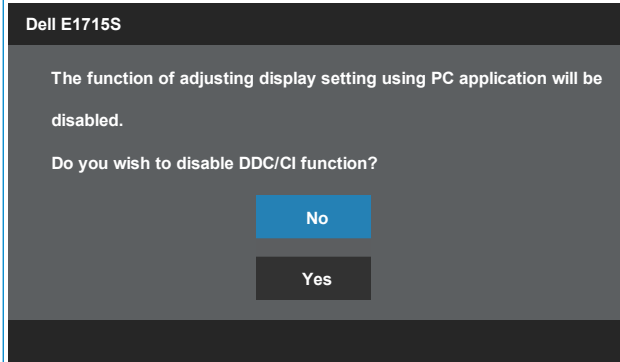 Dell E1715S
The function of adjusting display setting using PC application will be
disabled.
Do you wish to disable DDC/CI function?
No
Yes